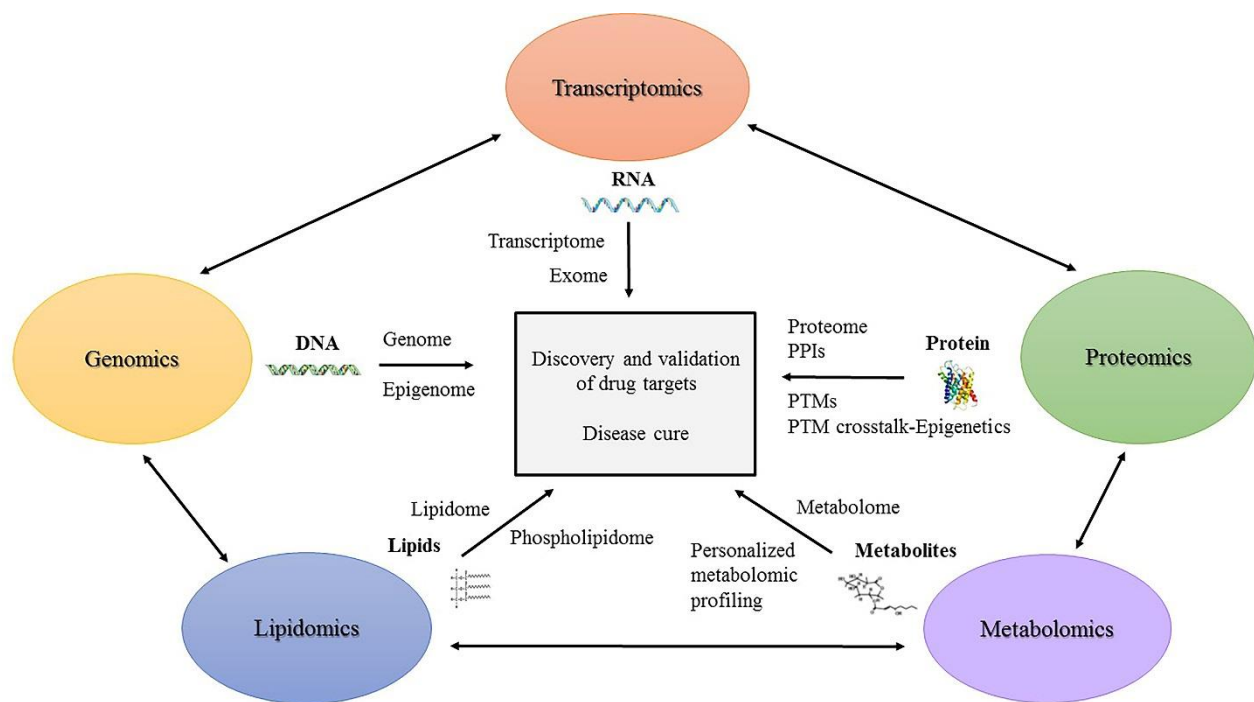 Transcriptomics
RNA
Transcriptome
Exome
Genomics
DNA
Genome
Epigenome
Discovery and validation
of drug targets
Disease cure
Proteome
PPIs
PTMs
PTM crosstalk-Epigenetics
Protein
Proteomics
Lipidome
Lipids
Phospholipidome
Lipidomics
Metabolome
Personalized
metabolomic
profiling
Metabolites
Metabolomics